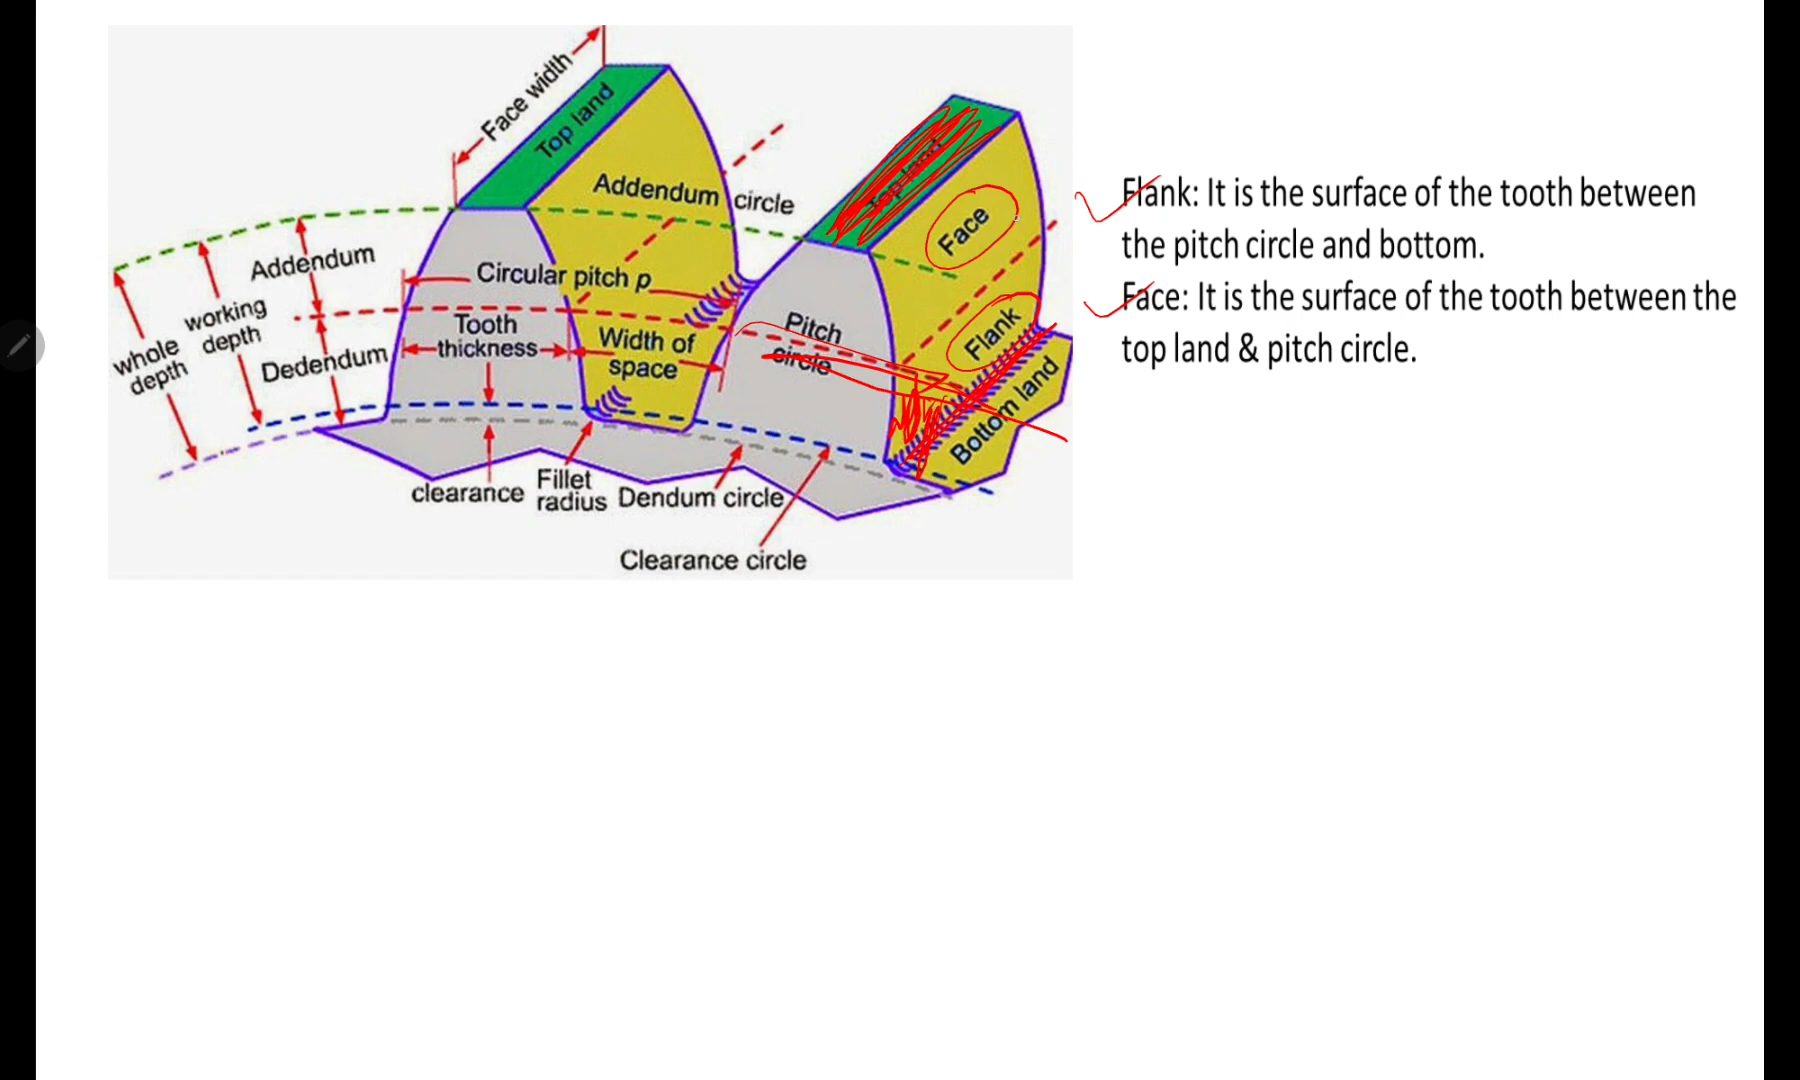 Face width
Top land
Top land
Addendum circle
Face
Addendum
Circular pitch p
working
depth
whole
depth
Tooth
thickness
Width of
space
Pitch
circle
Flank
Dedendum
Bottom land
clearance
Fillet
radius
Dendum circle
Clearance circle
Flank: It is the surface of the tooth between
the pitch circle and bottom.
Face: It is the surface of the tooth between the
top land & pitch circle.